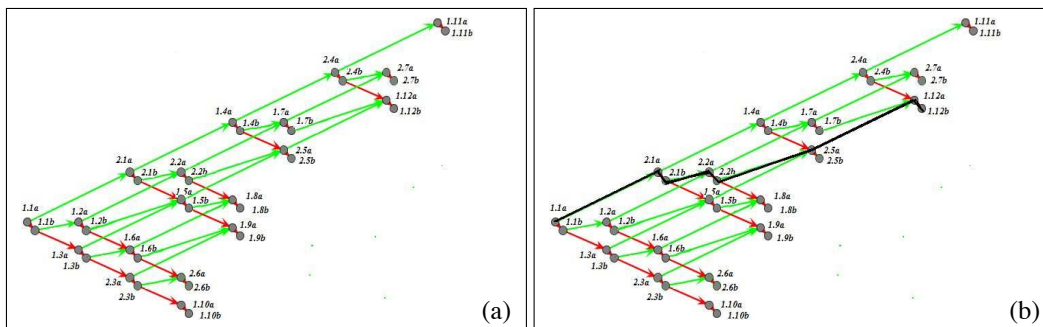 1.11a
1.11b
2.4a
2.4b
2.7a
2.7b
1.12a
1.12b
1.4a
1.4b
1.7a
1.7b
2.5a
2.5b
2.1a
2.1b
2.2a
2.2b
1.5a
1.5b
1.8a
1.8b
1.1a
1.1b
1.2a
1.2b
1.9a
1.9b
1.6a
1.6b
1.3a
1.3b
2.3a
2.3b
2.6a
2.6b
1.10a
1.10b
(a)
1.11a
1.11b
2.4a
2.4b
2.7a
2.7b
1.12a
1.12b
1.4a
1.4b
1.7a
1.7b
2.5a
2.5b
2.1a
2.1b
2.2a
2.2b
1.5a
1.5b
1.8a
1.8b
1.1a
1.1b
1.2a
1.2b
1.9a
1.9b
1.6a
1.6b
1.3a
1.3b
2.3a
2.3b
2.6a
2.6b
1.10a
1.10b
(b)